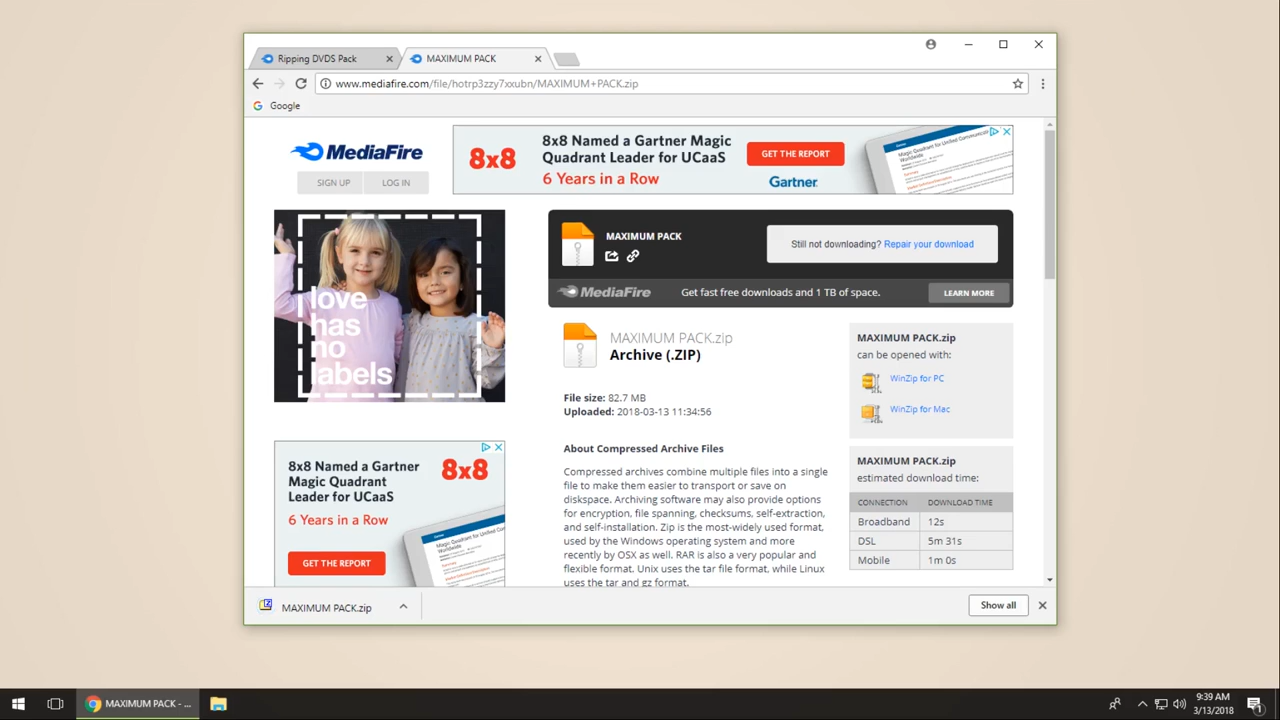 Ripping DVDS Pack
MAXIMUM PACK
www.mediafire.com/file/hotrp3zzy7xxubn/MAXIMUM+PACK.zip
Google
MediaFire
SIGN UP
LOG IN
8x8
8x8 Named a Gartner Magic
Quadrant Leader for UCaaS
6 Years in a Row
GET THE REPORT
Gartner
love
has
no
labels
MAXIMUM PACK
Still not downloading? Repair your download
MediaFire
Get fast free downloads and 1 TB of space.
LEARN MORE
MAXIMUM PACK.zip
Archive (.ZIP)
File size: 82.7 MB
Uploaded: 2018-03-13 11:34:56
About Compressed Archive Files
Compressed archives combine multiple files into a single
file to make them easier to transport or save on
diskspace. Archiving software may also provide options
for encryption, file spanning, checksums, self-extraction,
and self-installation. Zip is the most-widely used format,
used by the Windows operating system and more
recently by OSX as well. RAR is also a very popular and
flexible format. Unix uses the tar file format, while Linux
uses the tar and gz format.
MAXIMUM PACK.zip
can be opened with:
WinZip for PC
WinZip for Mac
MAXIMUM PACK.zip
estimated download time:
CONNECTION DOWNLOAD TIME
Broadband 12s
DSL 5m 31s
Mobile 1m 0s
8x8 Named a Gartner
Magic Quadrant
Leader for UCaaS
8x8
6 Years in a Row
GET THE REPORT
MAXIMUM PACK.zip
Show all
MAXIMUM PACK - ...
9:39 AM
3/13/2018
1